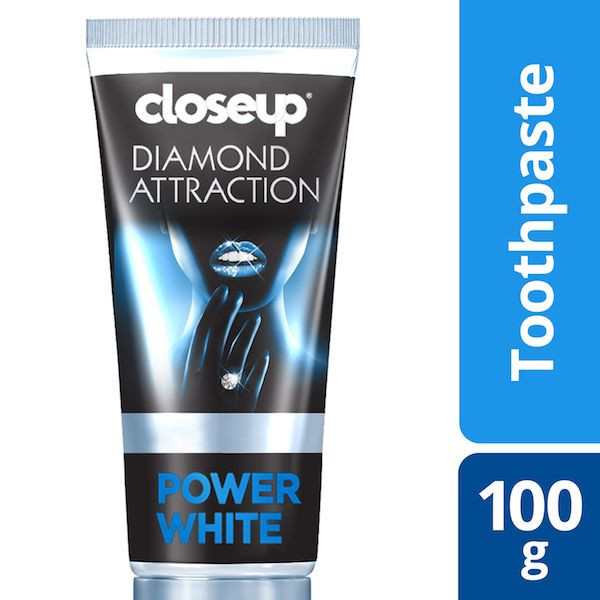 closeup®
DIAMOND
ATTRACTION
POWER
WHITE
Toothpaste
100
g